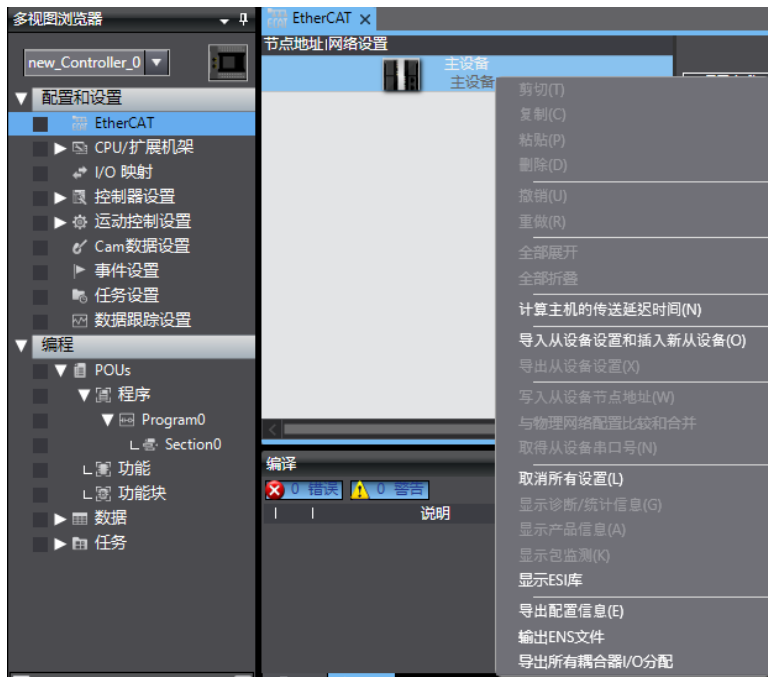 多视图浏览器
new_Controller_0
配置和设置
EtherCAT
CPU/扩展机架
I/O 映射
控制器设置
运动控制设置
Cam数据设置
事件设置
任务设置
数据跟踪设置
编程
POUs
程序
Program0
Section0
功能
功能块
数据
任务
EtherCAT
节点地址|网络设置
主设备
主设备
剪切(T)
复制(C)
粘贴(P)
删除(D)
撤销(U)
重做(R)
全部展开
全部折叠
计算主机的传送延迟时间(N)
导入从设备设置和插入新从设备(O)
导出从设备设置(X)
写入从设备节点地址(W)
与物理网络配置比较和合并
取得从设备串口号(N)
取消所有设置(L)
显示诊断/统计信息(G)
显示产品信息(A)
显示包监测(K)
显示ESI库
导出配置信息(E)
输出ENS文件
导出所有耦合器I/O分配
编译
0 错误 0 警告
说明